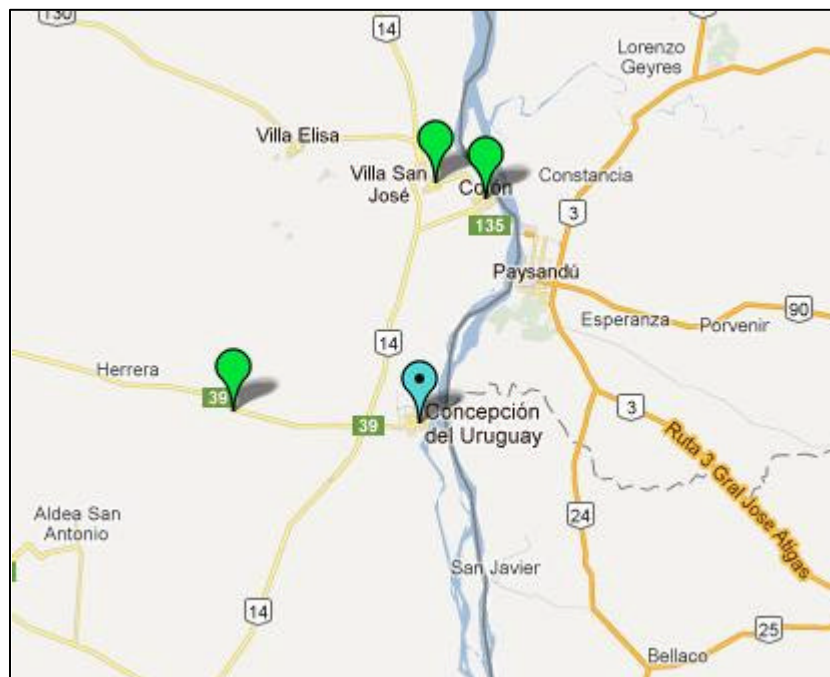 130
14
Lorenzo
Geyres
Villa Elisa
Villa San
José
Colón
Constancia
3
135
Paysandú
90
Esperanza
Porvenir
14
Herrera
39
39
Concepción
del Uruguay
3
Ruta 3 Gral Jose Atigas
Aldea San
Antonio
24
San Javier
14
25
Bellaco